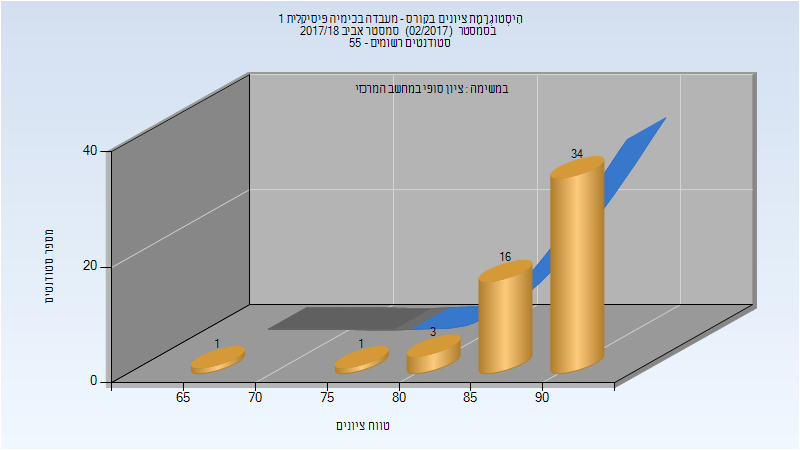 היסטוגרמת ציונים בקורס - מעבדה בכימיה פיסיקלית 1
בסמסטר (02/2017) סמסטר אביב 2017/18
סטודנטים רשומים - 55
במשימה : ציון סופי במחשב המרכזי
40
20
0
מספר סטודנטים
1
1
3
16
34
65
70
75
80
85
90
טווח ציונים